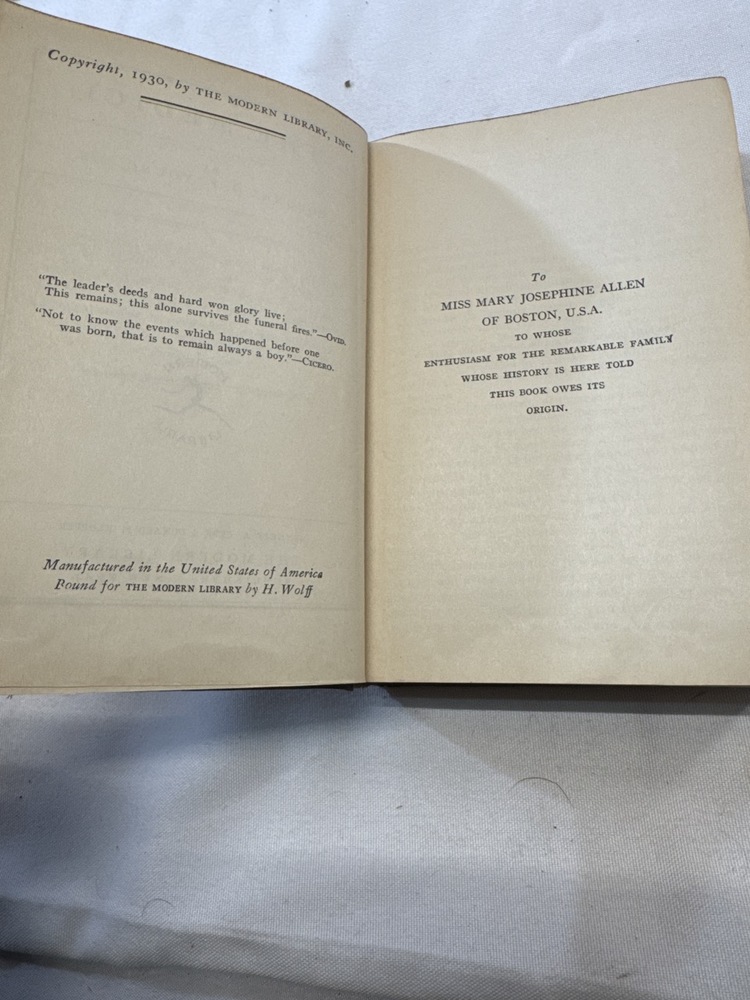 Copyright, 1930, by THE MODERN LIBRARY, INC.
"The leader's deeds and hard won glory live;
This remains; this alone survives the funeral fires."—OVID.
"Not to know the events which happened before one
was born, that is to remain always a boy."—CICERO.
Manufactured in the United States of America
Bound for THE MODERN LIBRARY by H. Wolff
To
MISS MARY JOSEPHINE ALLEN
OF BOSTON, U.S.A.
TO WHOSE
ENTHUSIASM FOR THE REMARKABLE FAMILY
WHOSE HISTORY IS HERE TOLD
THIS BOOK OWES ITS
ORIGIN.